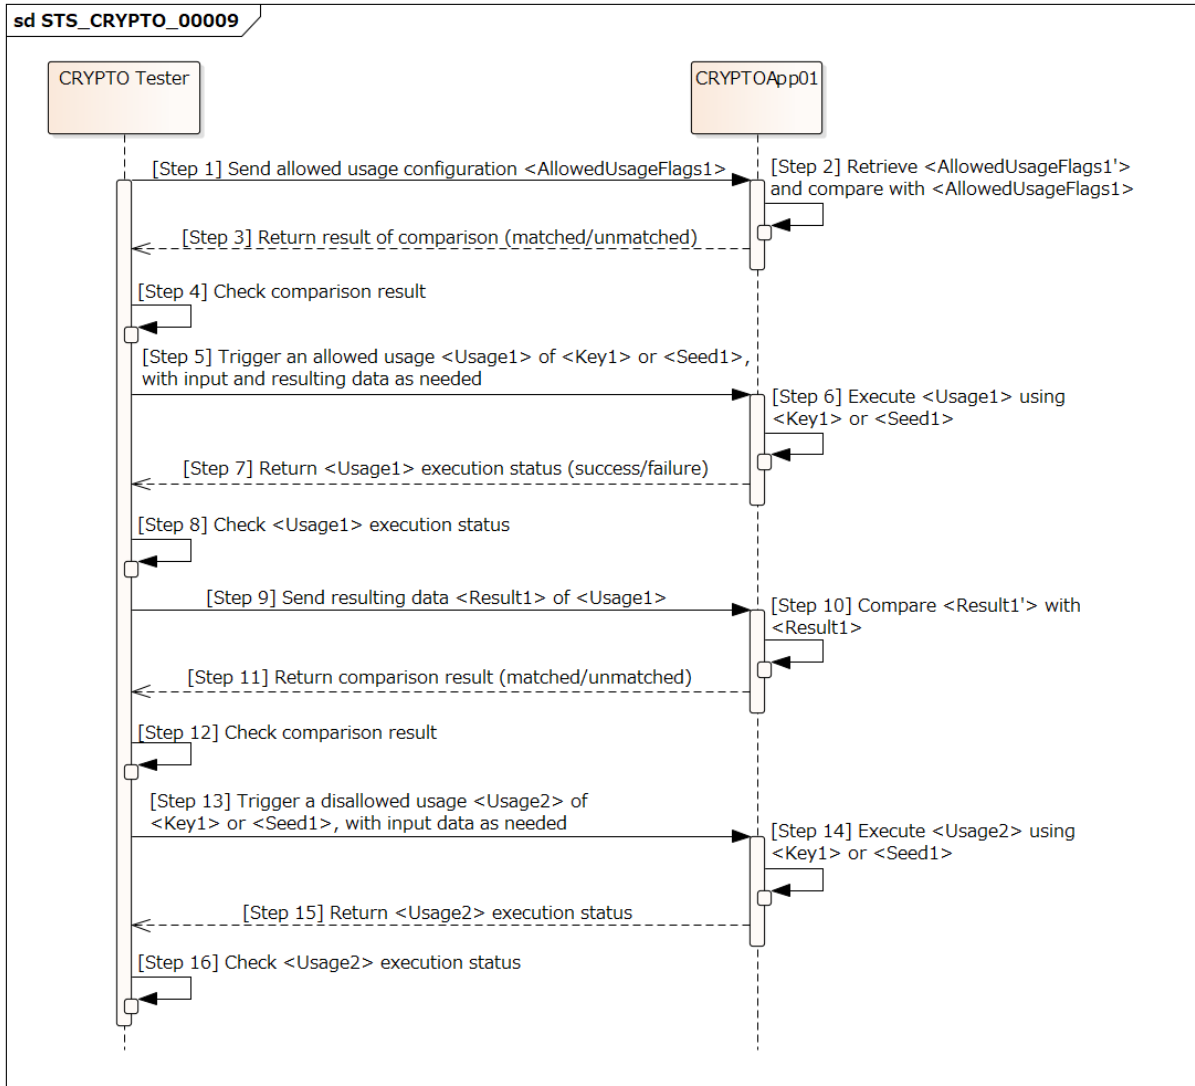 sd STS_CRYPTO_00009
CRYPTO Tester
CRYPTOApp01
[Step 1] Send allowed usage configuration <AllowedUsageFlags1>
[Step 2] Retrieve <AllowedUsageFlags1'>
and compare with <AllowedUsageFlags1>
[Step 3] Return result of comparison (matched/unmatched)
[Step 4] Check comparison result
[Step 5] Trigger an allowed usage <Usage1> of <Key1> or <Seed1>,
with input and resulting data as needed
[Step 6] Execute <Usage1> using
<Key1> or <Seed1>
[Step 7] Return <Usage1> execution status (success/failure)
[Step 8] Check <Usage1> execution status
[Step 9] Send resulting data <Result1> of <Usage1>
[Step 10] Compare <Result1'> with
<Result1>
[Step 11] Return comparison result (matched/unmatched)
[Step 12] Check comparison result
[Step 13] Trigger a disallowed usage <Usage2> of
<Key1> or <Seed1>, with input data as needed
[Step 14] Execute <Usage2> using
<Key1> or <Seed1>
[Step 15] Return <Usage2> execution status
[Step 16] Check <Usage2> execution status